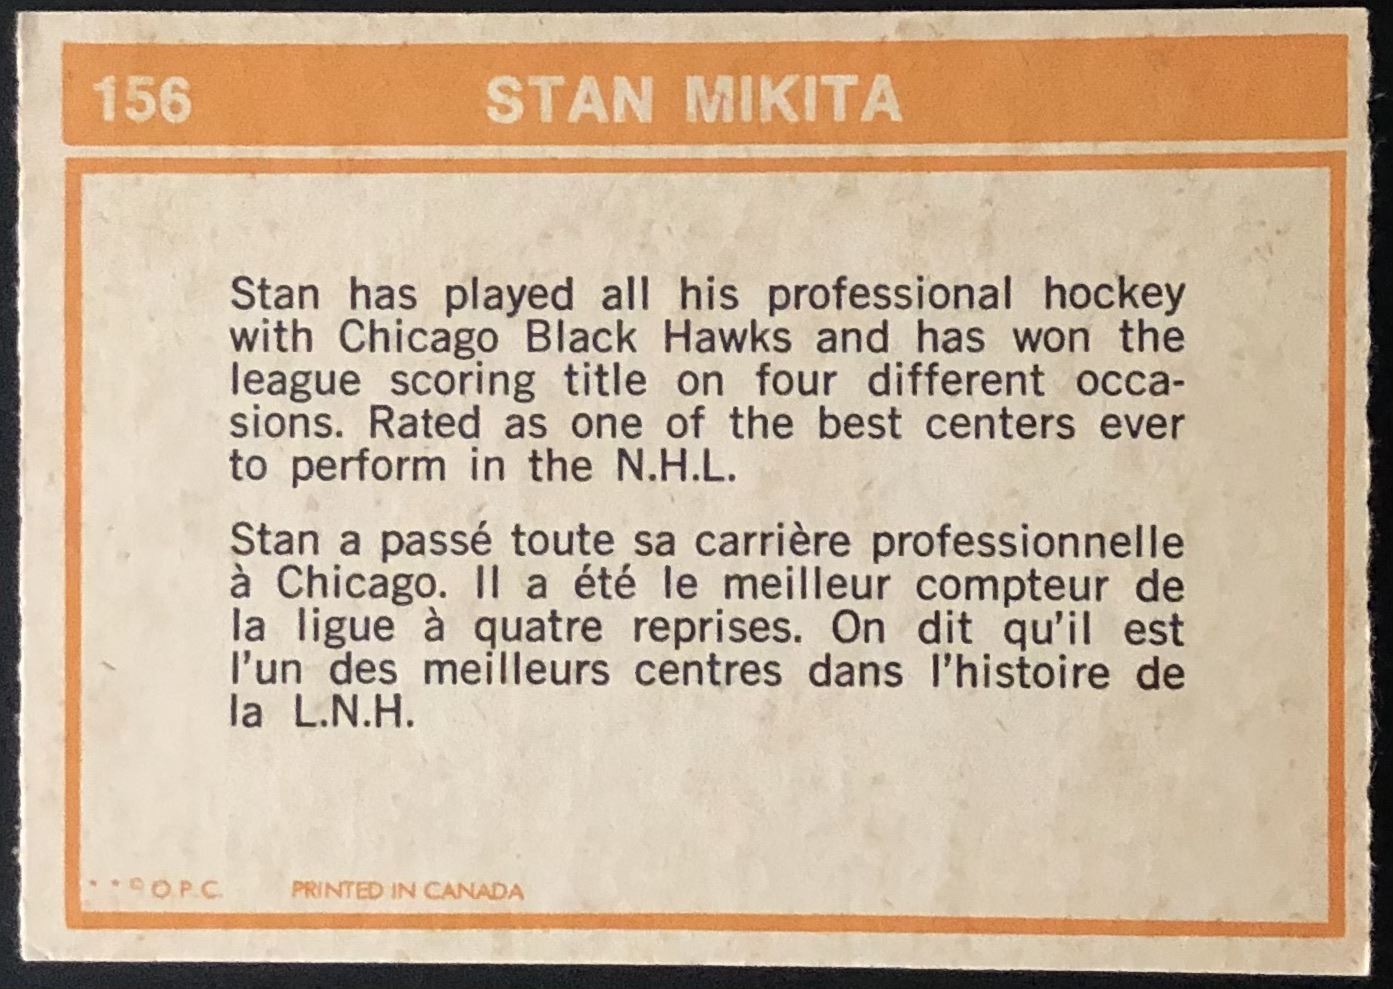 156 STAN MIKITA
Stan has played all his professional hockey
with Chicago Black Hawks and has won the
league scoring title on four different occa-
sions. Rated as one of the best centers ever
to perform in the N.H.L.
Stan a passé toute sa carrière professionnelle
à Chicago. Il a été le meilleur compteur de
la ligue à quatre reprises. On dit qu'il est
l'un des meilleurs centres dans l'histoire de
la L.N.H.
* * © O.P.C. PRINTED IN CANADA